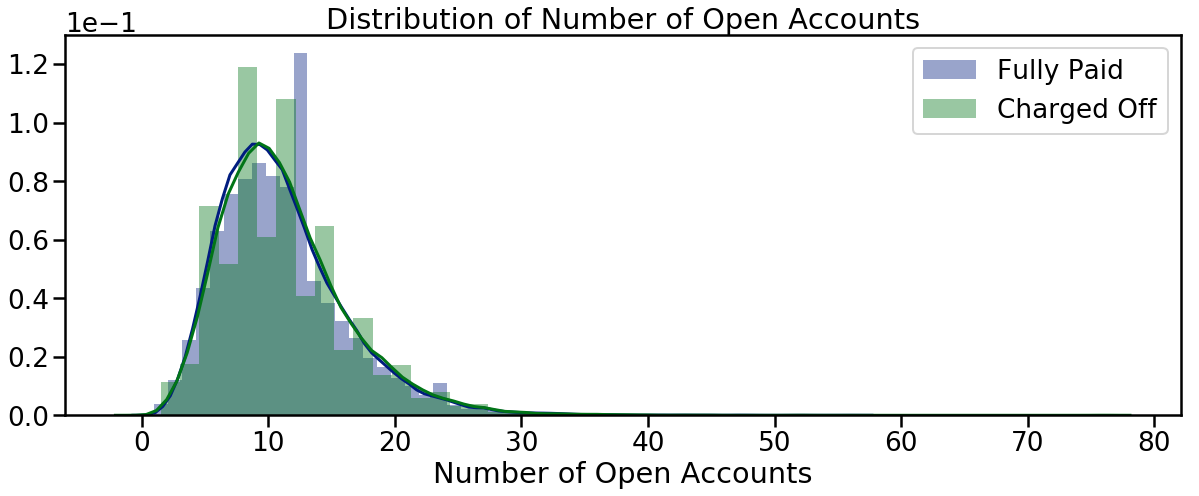 Distribution of Number of Open Accounts
1e−1
Fully Paid
Charged Off
1.2
1.0
0.8
0.6
0.4
0.2
0.0
0 10 20 30 40 50 60 70 80
Number of Open Accounts